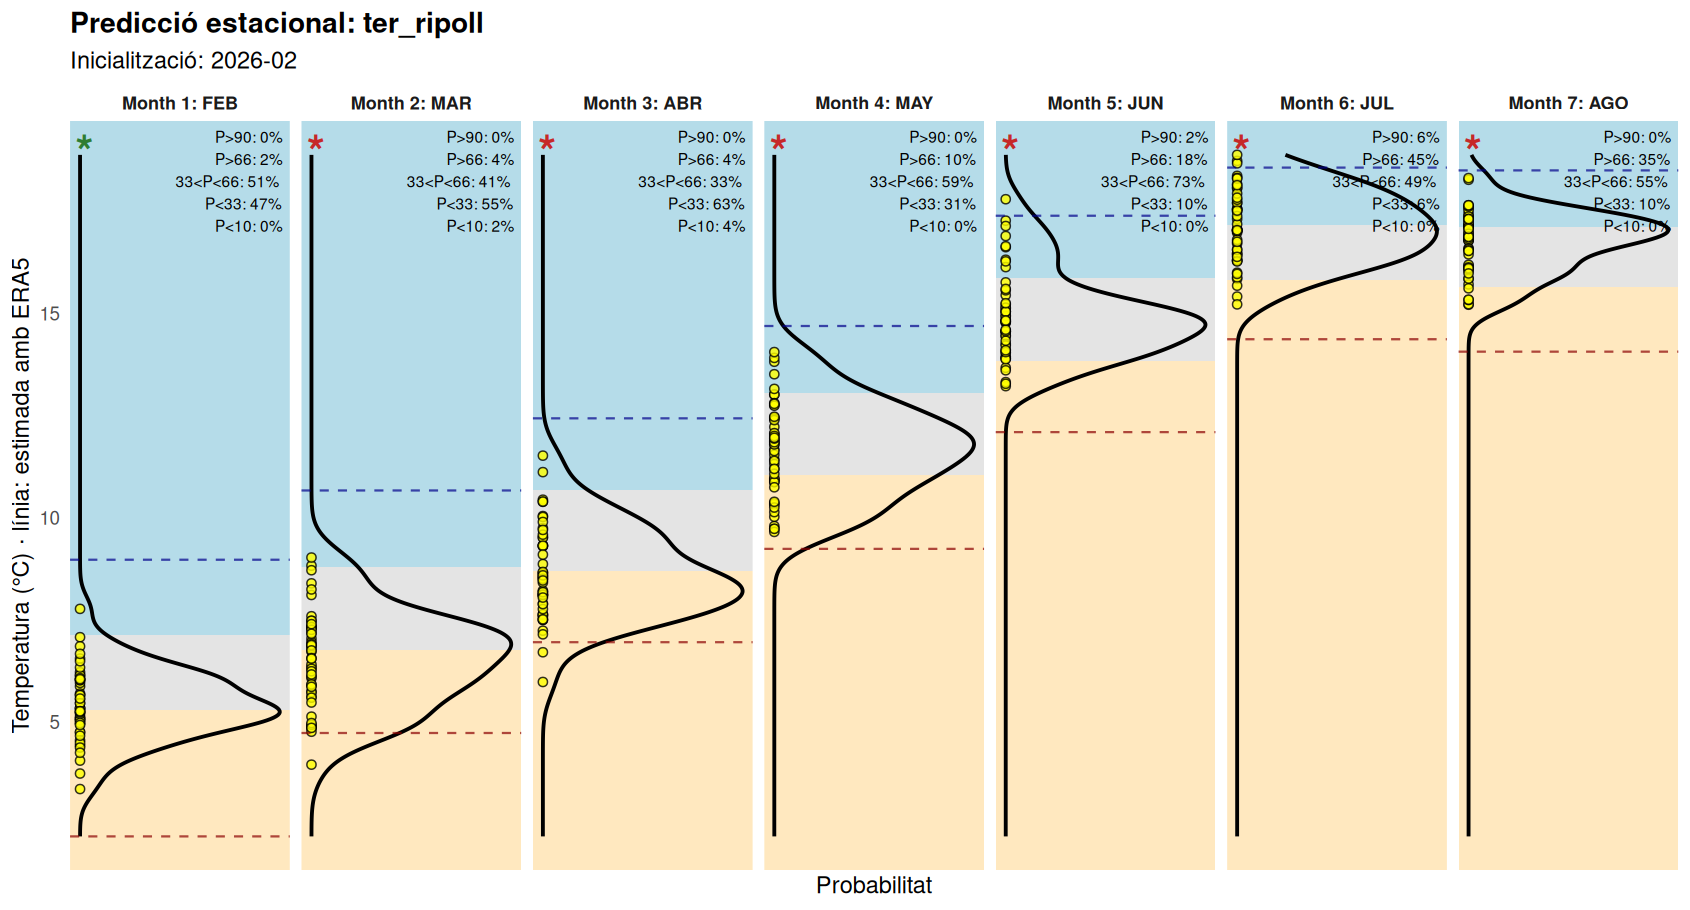 Predicció estacional: ter_ripoll
Inicialització: 2026-02
Month 1: FEB
Month 2: MAR
Month 3: ABR
Month 4: MAY
Month 5: JUN
Month 6: JUL
Month 7: AGO
*
P>90: 0%
P>66: 2%
33<P<66: 51%
P<33: 47%
P<10: 0%
*
P>90: 0%
P>66: 4%
33<P<66: 41%
P<33: 55%
P<10: 2%
*
P>90: 0%
P>66: 4%
33<P<66: 33%
P<33: 63%
P<10: 4%
*
P>90: 0%
P>66: 10%
33<P<66: 59%
P<33: 31%
P<10: 0%
*
P>90: 2%
P>66: 18%
33<P<66: 73%
P<33: 10%
P<10: 0%
*
P>90: 6%
P>66: 45%
33<P<66: 49%
P<33: 6%
P<10: 0%
*
P>90: 0%
P>66: 35%
33<P<66: 55%
P<33: 10%
P<10: 0%
Temperatura (°C) · línia: estimada amb ERA5
15
10
5
Probabilitat